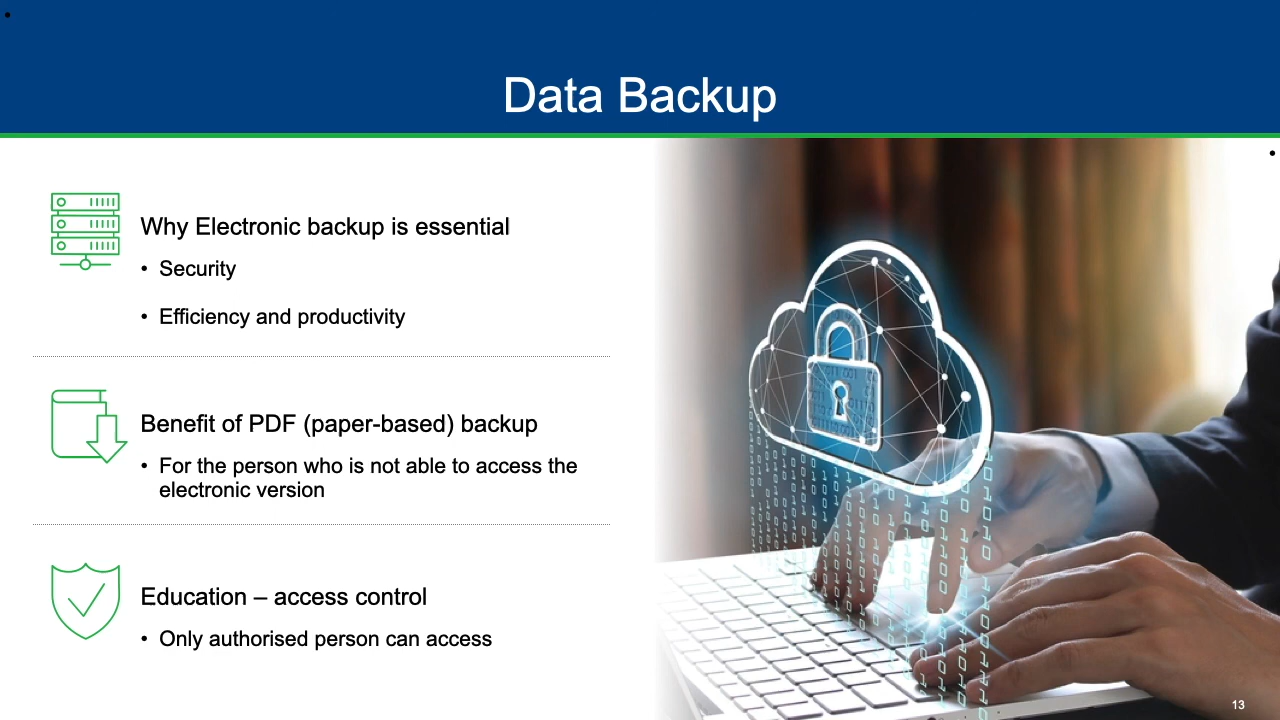 Data Backup
Why Electronic backup is essential
• Security
• Efficiency and productivity
Benefit of PDF (paper-based) backup
• For the person who is not able to access the
electronic version
Education – access control
• Only authorised person can access
13